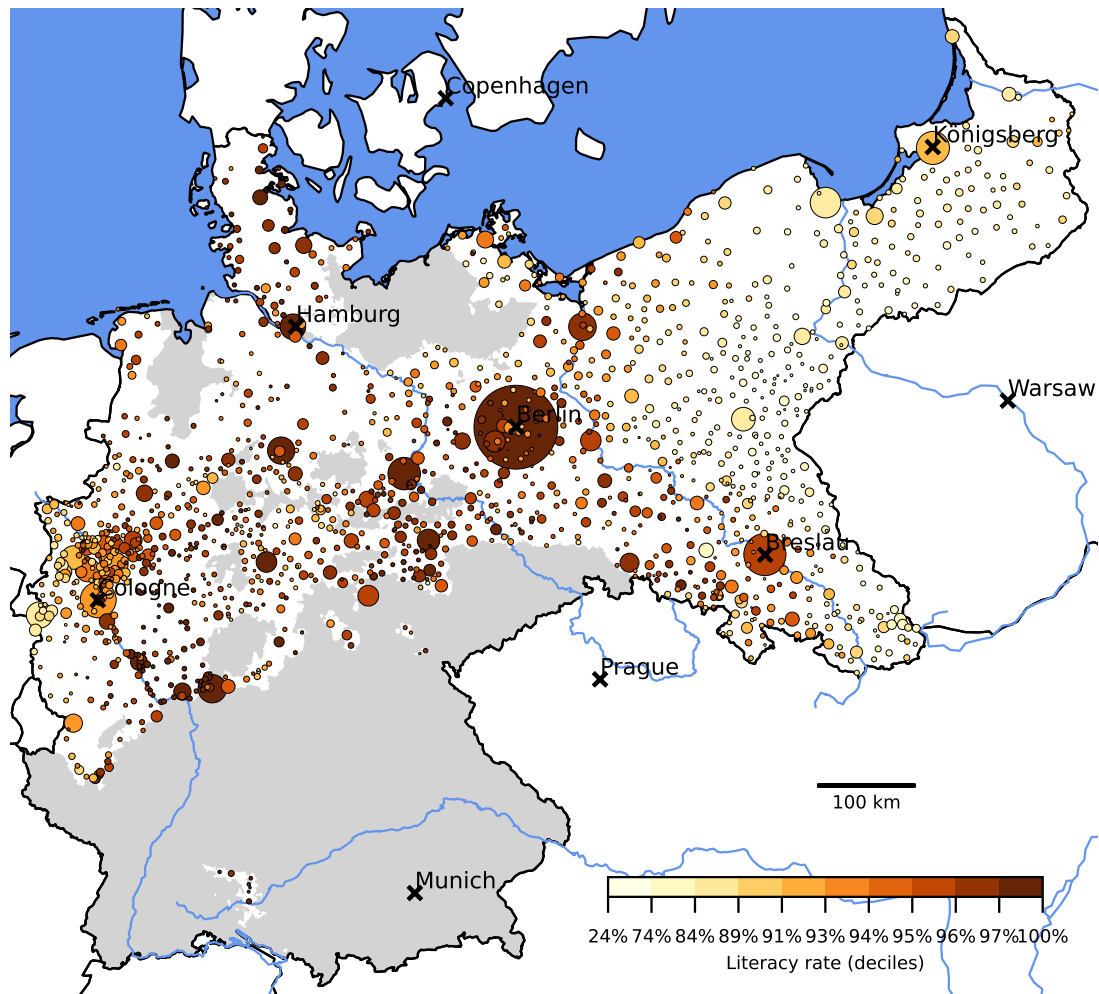 Copenhagen
Königsberg
Hamburg
Warsaw
Berlin
Breslau
Cologne
Prague
100 km
Munich
24% 74% 84% 89% 91% 93% 94% 95% 96% 97% 100%
Literacy rate (deciles)